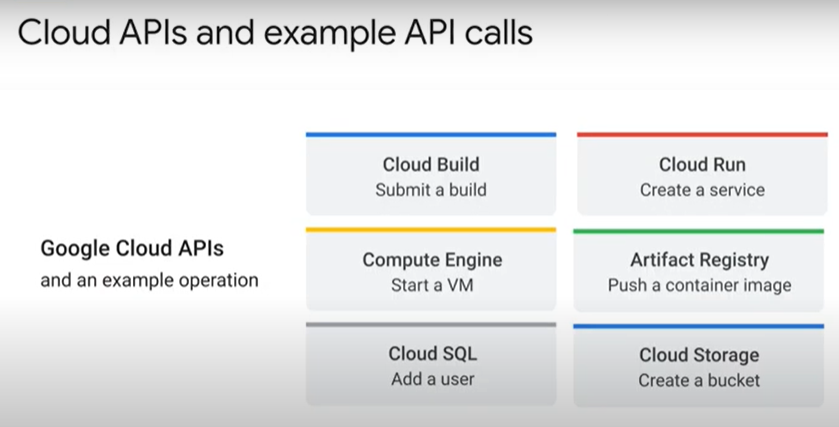 Cloud APIs and example API calls
Google Cloud APIs
and an example operation
Cloud Build
Submit a build
Cloud Run
Create a service
Compute Engine
Start a VM
Artifact Registry
Push a container image
Cloud SQL
Add a user
Cloud Storage
Create a bucket